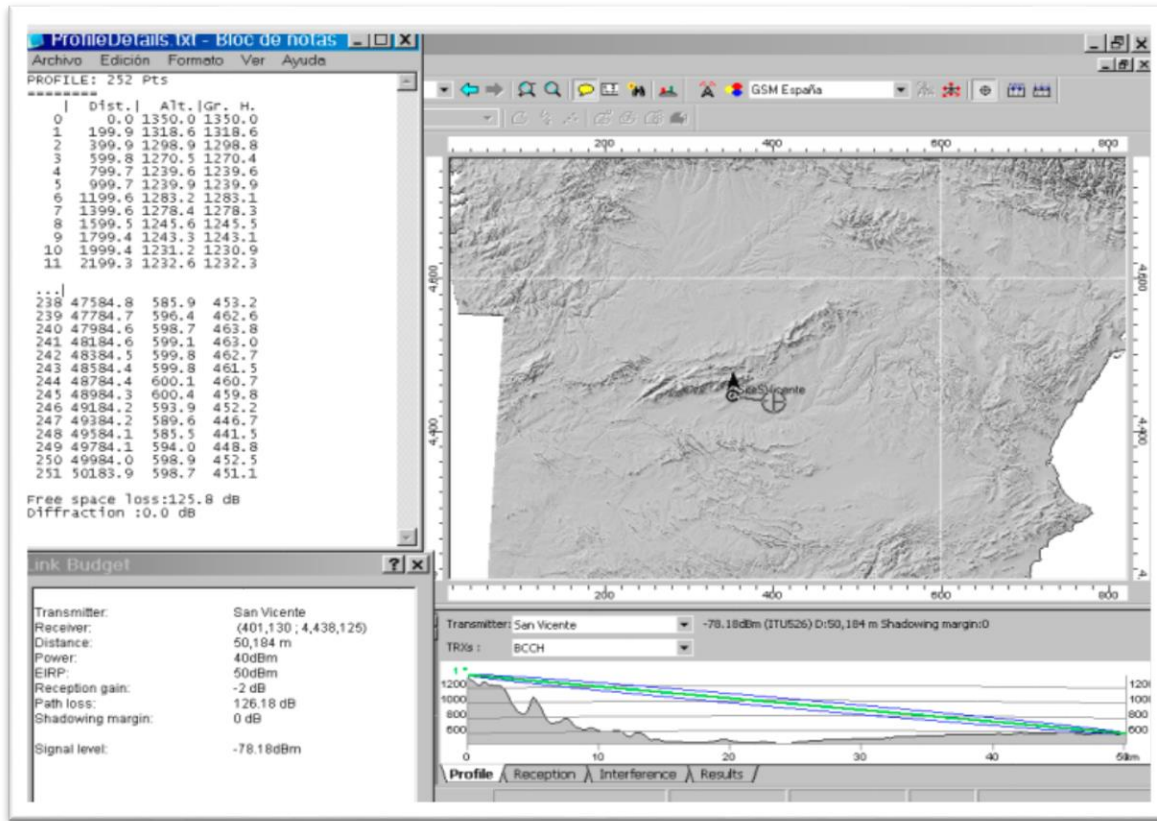 ProfileDetails.txt - Bloc de notas
Archivo Edición Formato Ver Ayuda
PROFILE: 252 Pts
========
| Dist.| Alt.|Gr. H.
0 0.0 1350.0 1350.0
1 199.9 1318.6 1318.6
2 399.9 1298.9 1298.8
3 599.8 1270.5 1270.4
4 799.7 1239.6 1239.6
5 999.7 1239.9 1239.9
6 1199.6 1283.2 1283.1
7 1399.6 1278.4 1278.3
8 1599.5 1245.6 1245.5
9 1799.4 1243.3 1243.1
10 1999.4 1231.2 1230.9
11 2199.3 1232.6 1232.3
...|
238 47584.8 585.9 453.2
239 47784.7 596.4 462.6
240 47984.6 598.7 463.8
241 48184.6 599.1 463.0
242 48384.5 599.8 462.7
243 48584.4 599.8 461.5
244 48784.4 600.1 460.7
245 48984.3 600.4 459.8
246 49184.2 593.9 452.2
247 49384.2 589.6 446.7
248 49584.1 585.5 441.5
249 49784.1 594.0 448.8
250 49984.0 598.9 452.5
251 50183.9 598.7 451.1
Free space loss:125.8 dB
Diffraction :0.0 dB
Link Budget
Transmitter: San Vicente
Receiver: (401,130 ; 4,438,125)
Distance: 50,184 m
Power: 40dBm
EIRP: 50dBm
Reception gain: -2 dB
Path loss: 126.18 dB
Shadowing margin: 0 dB
Signal level: -78.18dBm
GSM España
200 400 600 800
4,600 4,600
4,400 4,400
200 400 600 800
Transmitter: San Vicente -78.18dBm (ITU526) D:50,184 m Shadowing margin:0
TRXs : BCCH
1200
1000 1000
800 800
600 600
0 10 20 30 40
Profile Reception Interference Results